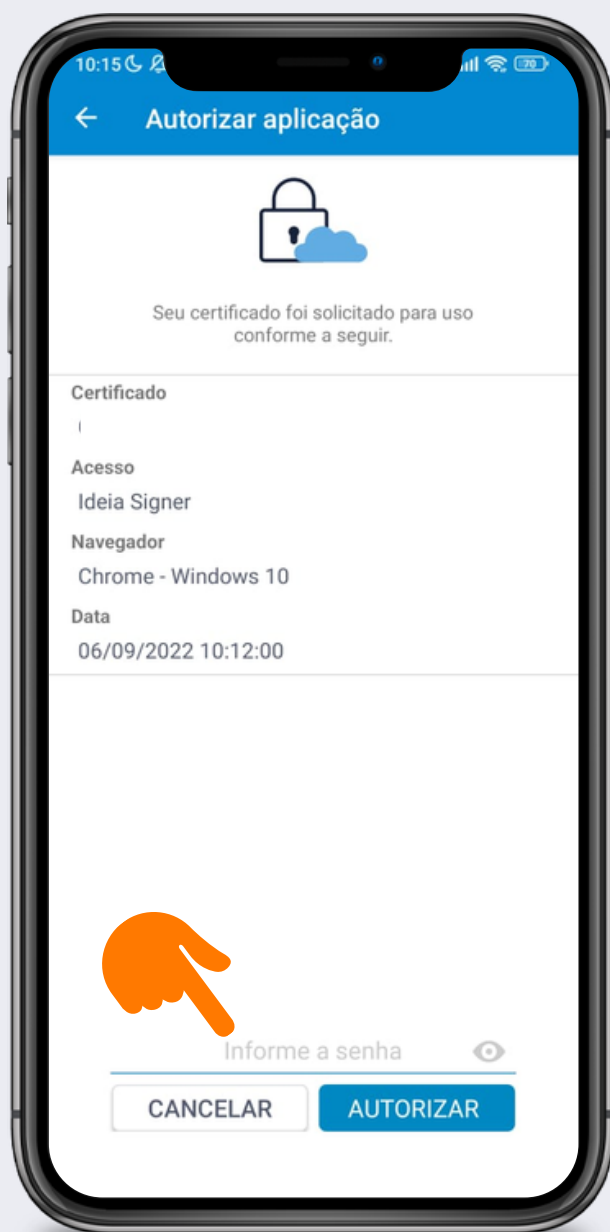 10:15
70
Autorizar aplicação
Seu certificado foi solicitado para uso
conforme a seguir.
Certificado
Acesso
Ideia Signer
Navegador
Chrome - Windows 10
Data
06/09/2022 10:12:00
Informe a senha
CANCELAR
AUTORIZAR